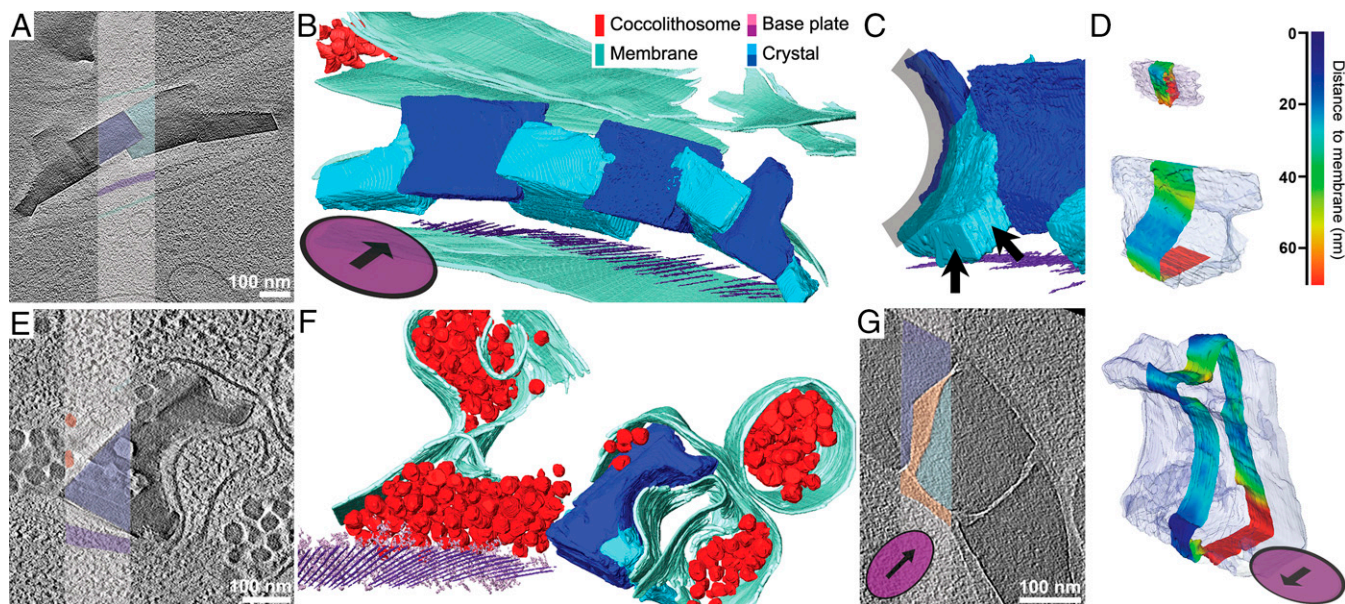 A
100 nm
B
Coccolithosome
Base plate
Membrane
Crystal
C
D
0
20
40
60
Distance to membrane (nm)
E
100 nm
F
G
100 nm